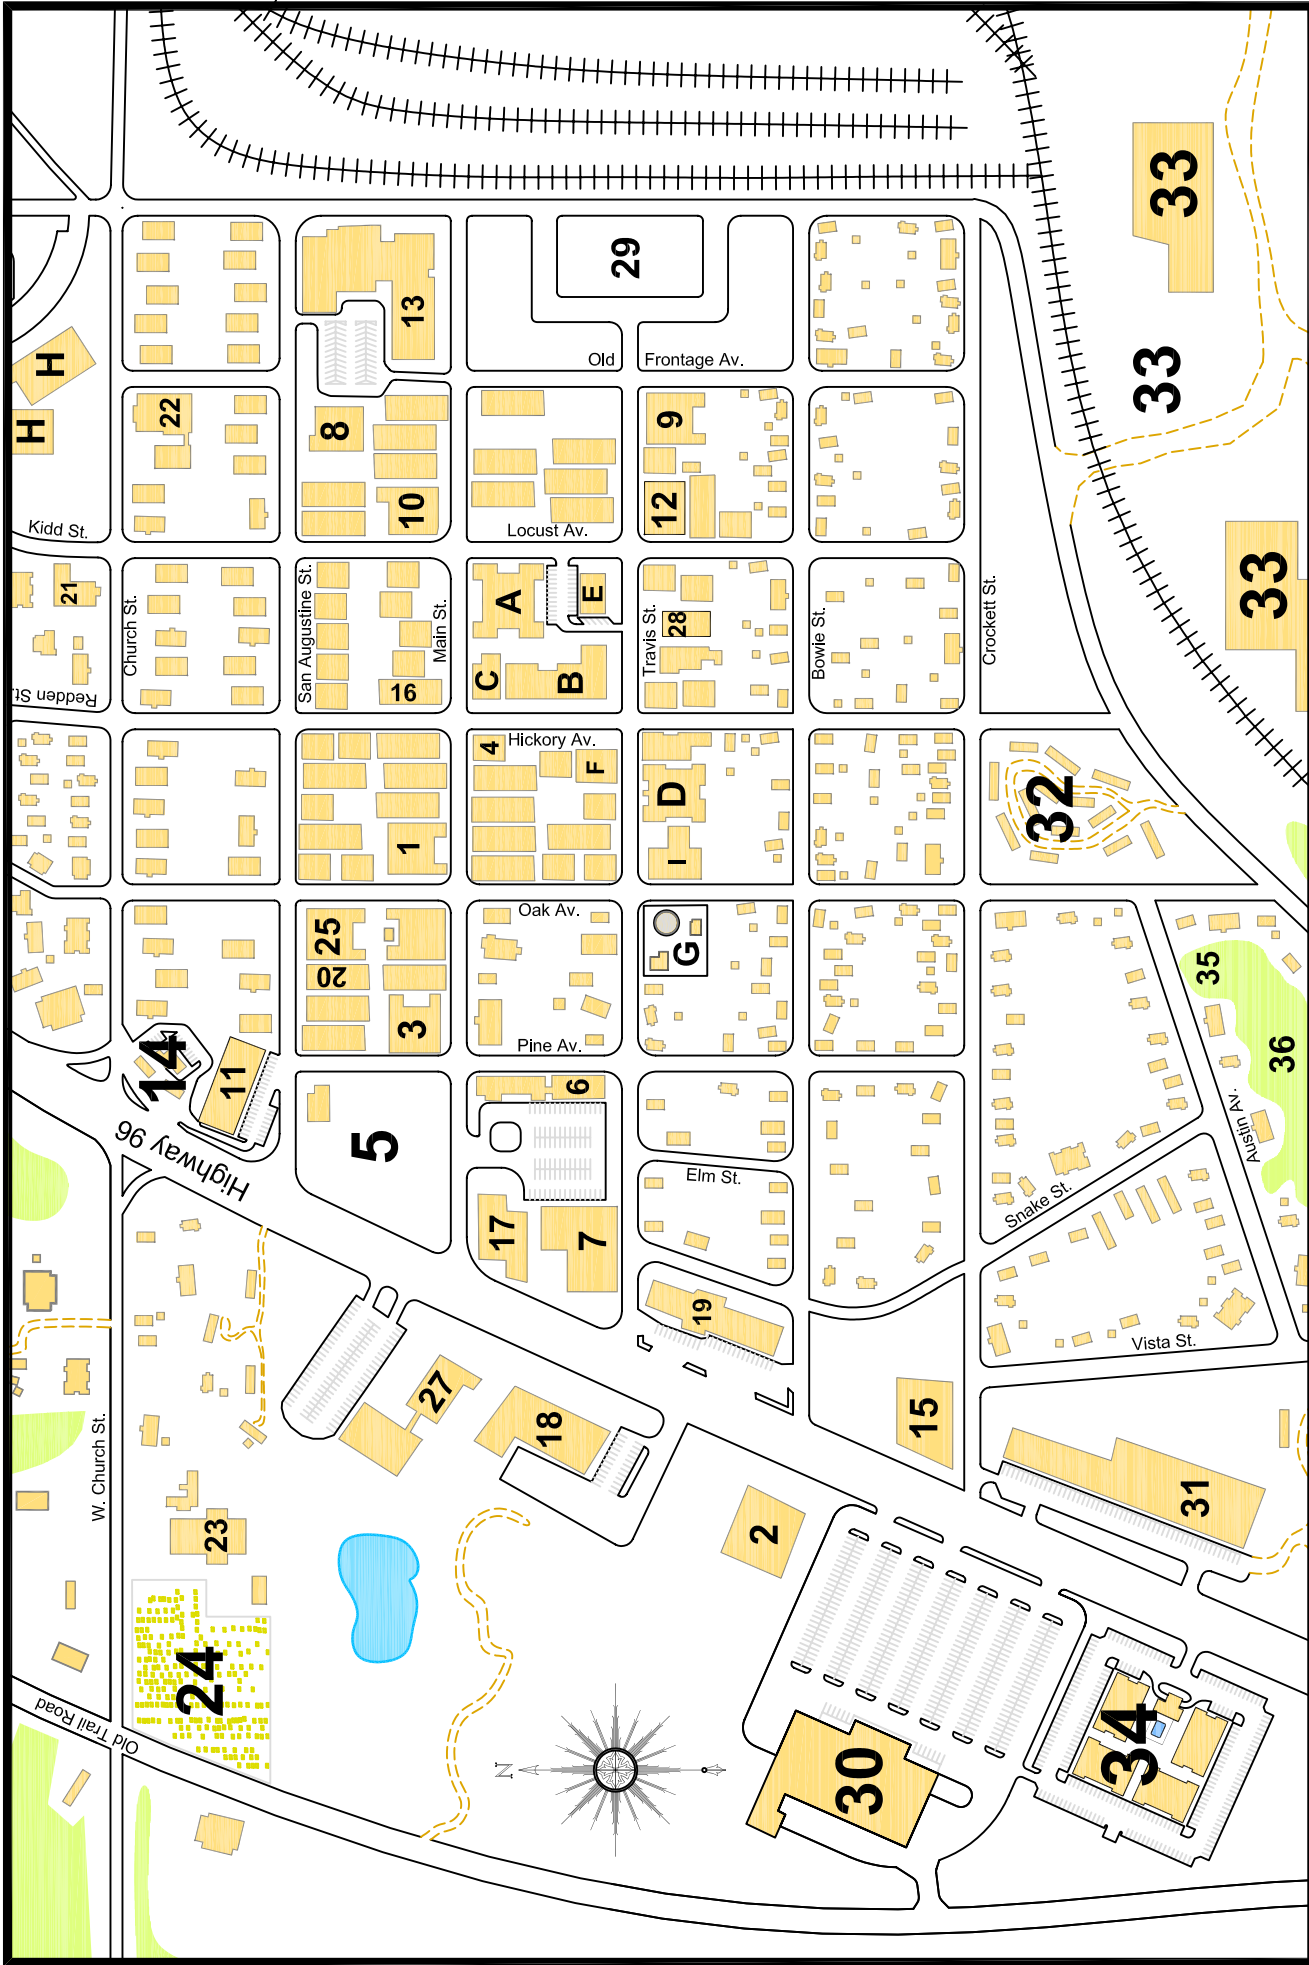 33
29
13
Old
Frontage Av.
H
33
22
9
8
H
12
10
Kidd St.
Locust Av.
33
21
E
A
San Augustine St.
Church St.
28
Main St.
Travis St.
Bowie St.
Crockett St.
C
B
Redden St.
16
Hickory Av.
4
F
D
32
1
I
Oak Av.
25
G
35
20
3
Pine Av.
36
14
11
6
5
Highway 96
Austin Av.
Elm St.
Snake St.
17
7
19
Vista St.
27
15
18
W. Church St.
31
2
23
24
Old Trail Road
34
N
30